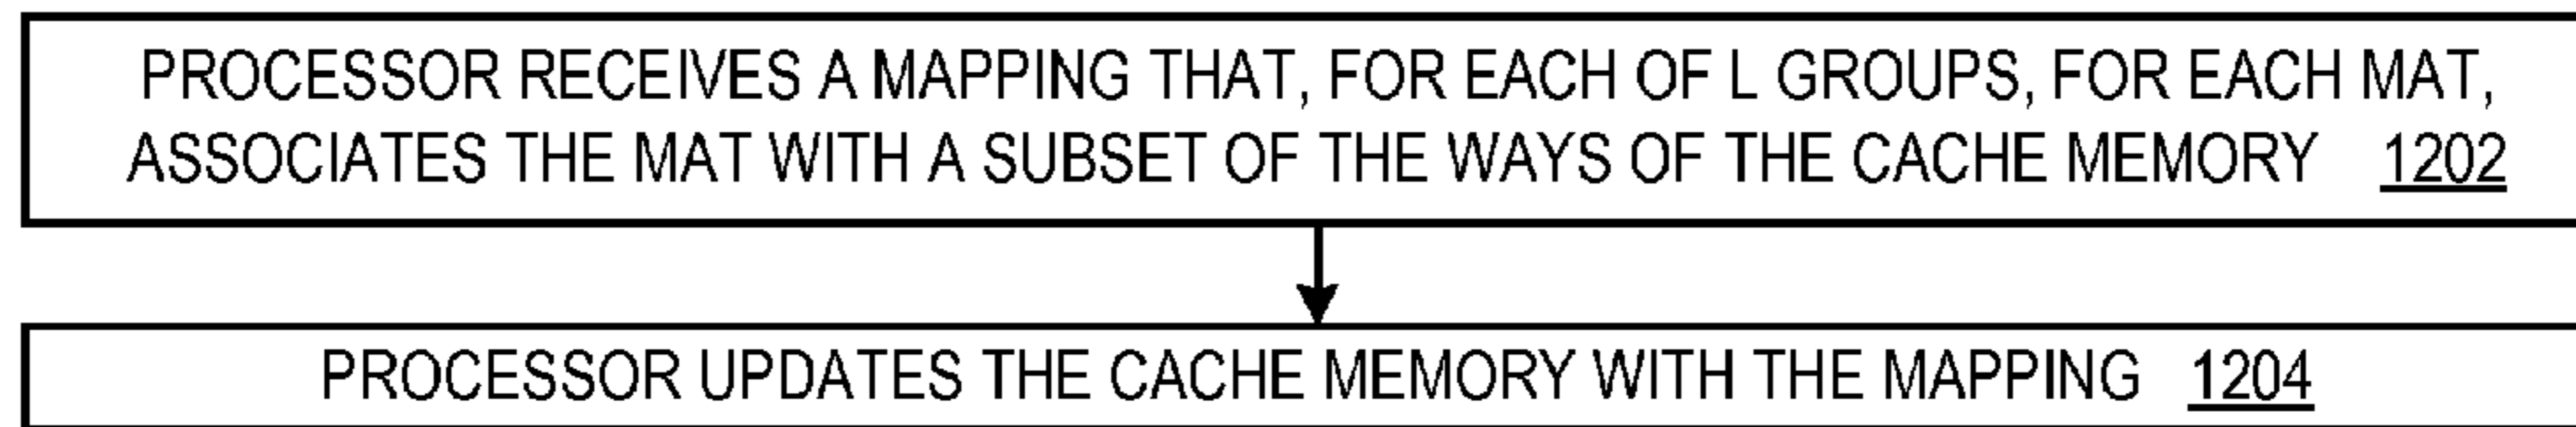 PROCESSOR RECEIVES A MAPPING THAT, FOR EACH OF L GROUPS, FOR EACH MAT,
ASSOCIATES THE MAT WITH A SUBSET OF THE WAYS OF THE CACHE MEMORY 1202
PROCESSOR UPDATES THE CACHE MEMORY WITH THE MAPPING 1204